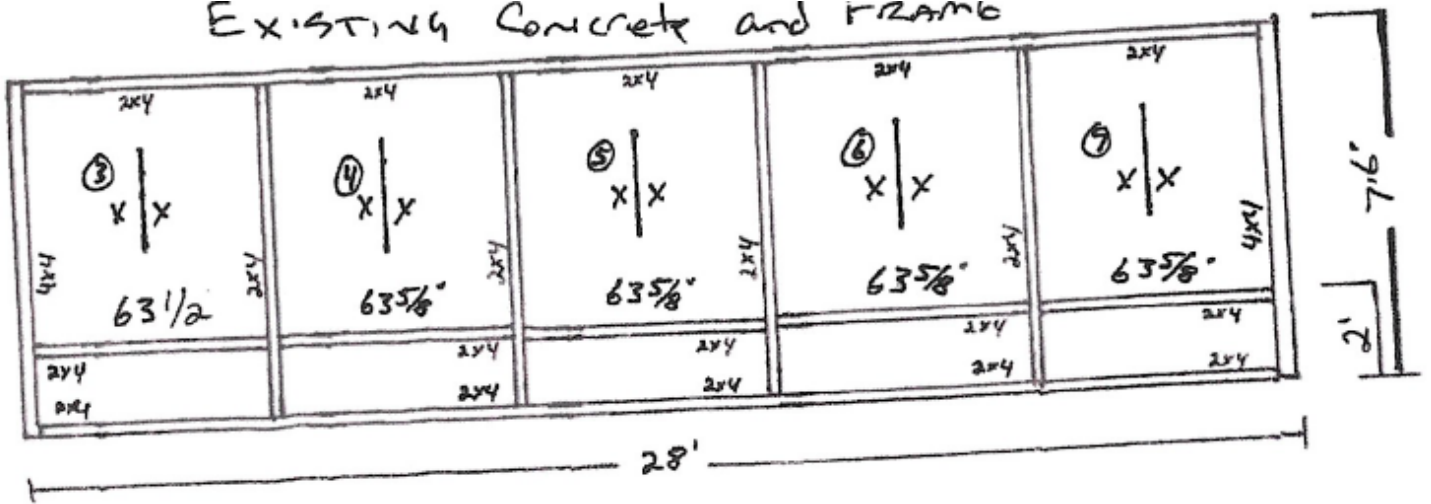 EXISTING Concrete and FRAME
2x4 2x4 2x4 2x4 2x4
③ ④ ⑤ ⑥ ⑦
X X X X X X X X X X
4x4 2x4 2x4 2x4 2x4 4x4
63 1/2 63 5/8" 63 5/8" 63 5/8" 63 5/8"
2x4 2x4 2x4 2x4 2x4
2x4 2x4 2x4 2x4 2x4
7'6"
2'
28'